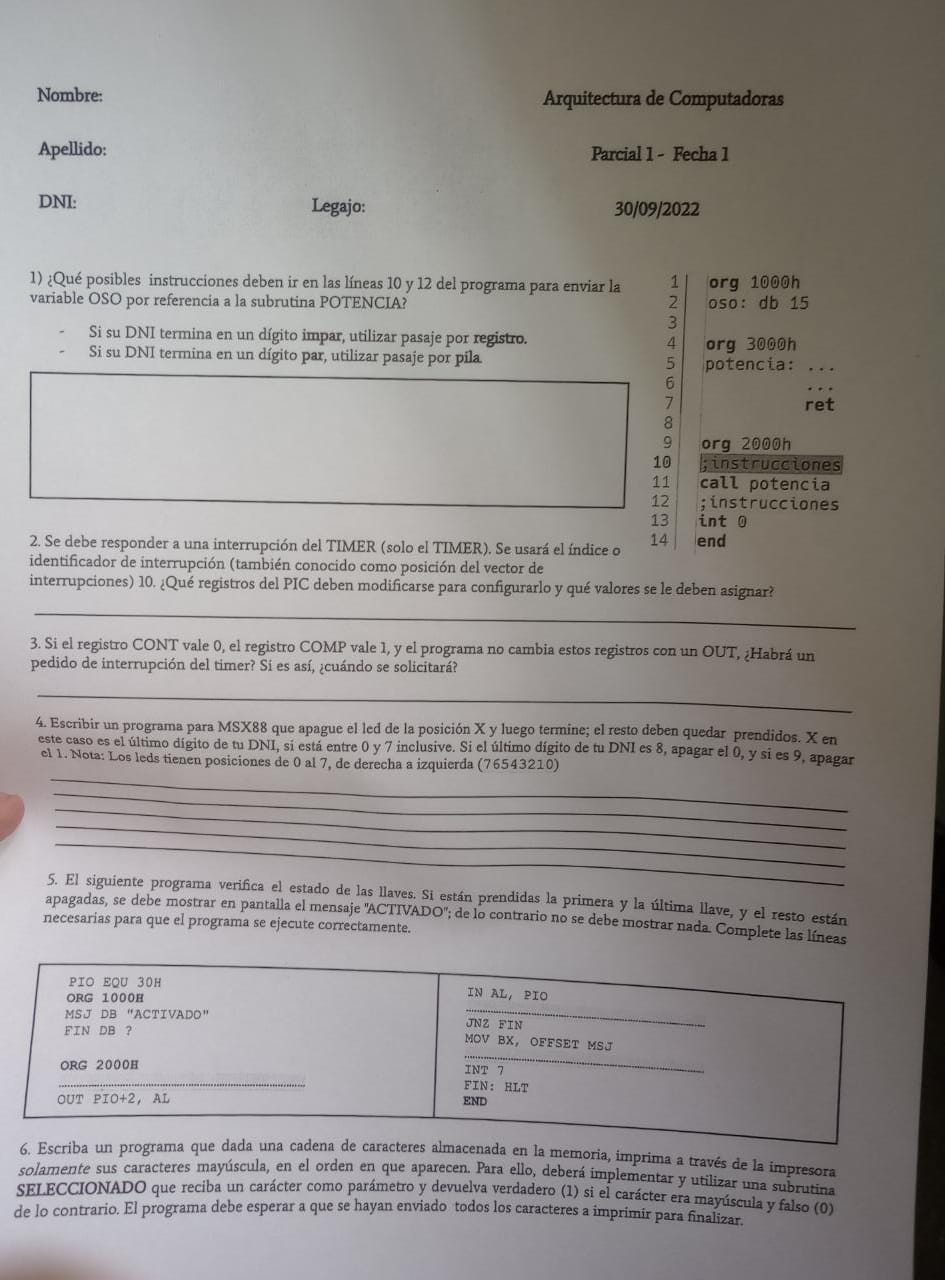 Nombre:
Arquitectura de Computadoras
Apellido:
Parcial 1 - Fecha 1
DNI:
Legajo:
30/09/2022
1) ¿Qué posibles instrucciones deben ir en las líneas 10 y 12 del programa para enviar la
variable OSO por referencia a la subrutina POTENCIA?
- Si su DNI termina en un dígito impar, utilizar pasaje por registro.
- Si su DNI termina en un dígito par, utilizar pasaje por pila.
1 org 1000h
2 oso: db 15
3
4 org 3000h
5 potencia: ...
6 ...
7 ret
8
9 org 2000h
10 ;instrucciones
11 call potencia
12 ;instrucciones
13 int 0
14 end
2. Se debe responder a una interrupción del TIMER (solo el TIMER). Se usará el índice o
identificador de interrupción (también conocido como posición del vector de
interrupciones) 10. ¿Qué registros del PIC deben modificarse para configurarlo y qué valores se le deben asignar?
3. Si el registro CONT vale 0, el registro COMP vale 1, y el programa no cambia estos registros con un OUT, ¿Habrá un
pedido de interrupción del timer? Si es así, ¿cuándo se solicitará?
4. Escribir un programa para MSX88 que apague el led de la posición X y luego termine; el resto deben quedar prendidos. X en
este caso es el último dígito de tu DNI, si está entre 0 y 7 inclusive. Si el último dígito de tu DNI es 8, apagar el 0, y si es 9, apagar
el 1. Nota: Los leds tienen posiciones de 0 al 7, de derecha a izquierda (76543210)
5. El siguiente programa verifica el estado de las llaves. Si están prendidas la primera y la última llave, y el resto están
apagadas, se debe mostrar en pantalla el mensaje "ACTIVADO"; de lo contrario no se debe mostrar nada. Complete las líneas
necesarias para que el programa se ejecute correctamente.
PIO EQU 30H
ORG 1000H
MSJ DB "ACTIVADO"
FIN DB ?
ORG 2000H
OUT PIO+2, AL
IN AL, PIO
JNZ FIN
MOV BX, OFFSET MSJ
INT 7
FIN: HLT
END
6. Escriba un programa que dada una cadena de caracteres almacenada en la memoria, imprima a través de la impresora
solamente sus caracteres mayúscula, en el orden en que aparecen. Para ello, deberá implementar y utilizar una subrutina
SELECCIONADO que reciba un carácter como parámetro y devuelva verdadero (1) si el carácter era mayúscula y falso (0)
de lo contrario. El programa debe esperar a que se hayan enviado todos los caracteres a imprimir para finalizar.